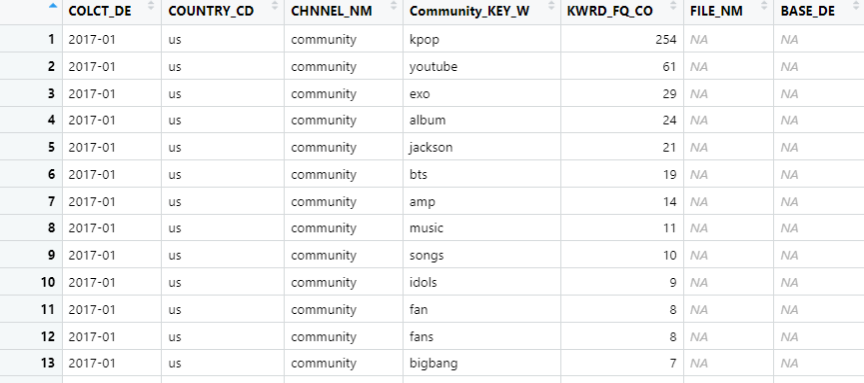 COLCT_DE COUNTRY_CD CHNNEL_NM Community_KEY_W KWRD_FQ_CO FILE_NM BASE_DE
1 2017-01 us community kpop 254 NA NA
2 2017-01 us community youtube 61 NA NA
3 2017-01 us community exo 29 NA NA
4 2017-01 us community album 24 NA NA
5 2017-01 us community jackson 21 NA NA
6 2017-01 us community bts 19 NA NA
7 2017-01 us community amp 14 NA NA
8 2017-01 us community music 11 NA NA
9 2017-01 us community songs 10 NA NA
10 2017-01 us community idols 9 NA NA
11 2017-01 us community fan 8 NA NA
12 2017-01 us community fans 8 NA NA
13 2017-01 us community bigbang 7 NA NA